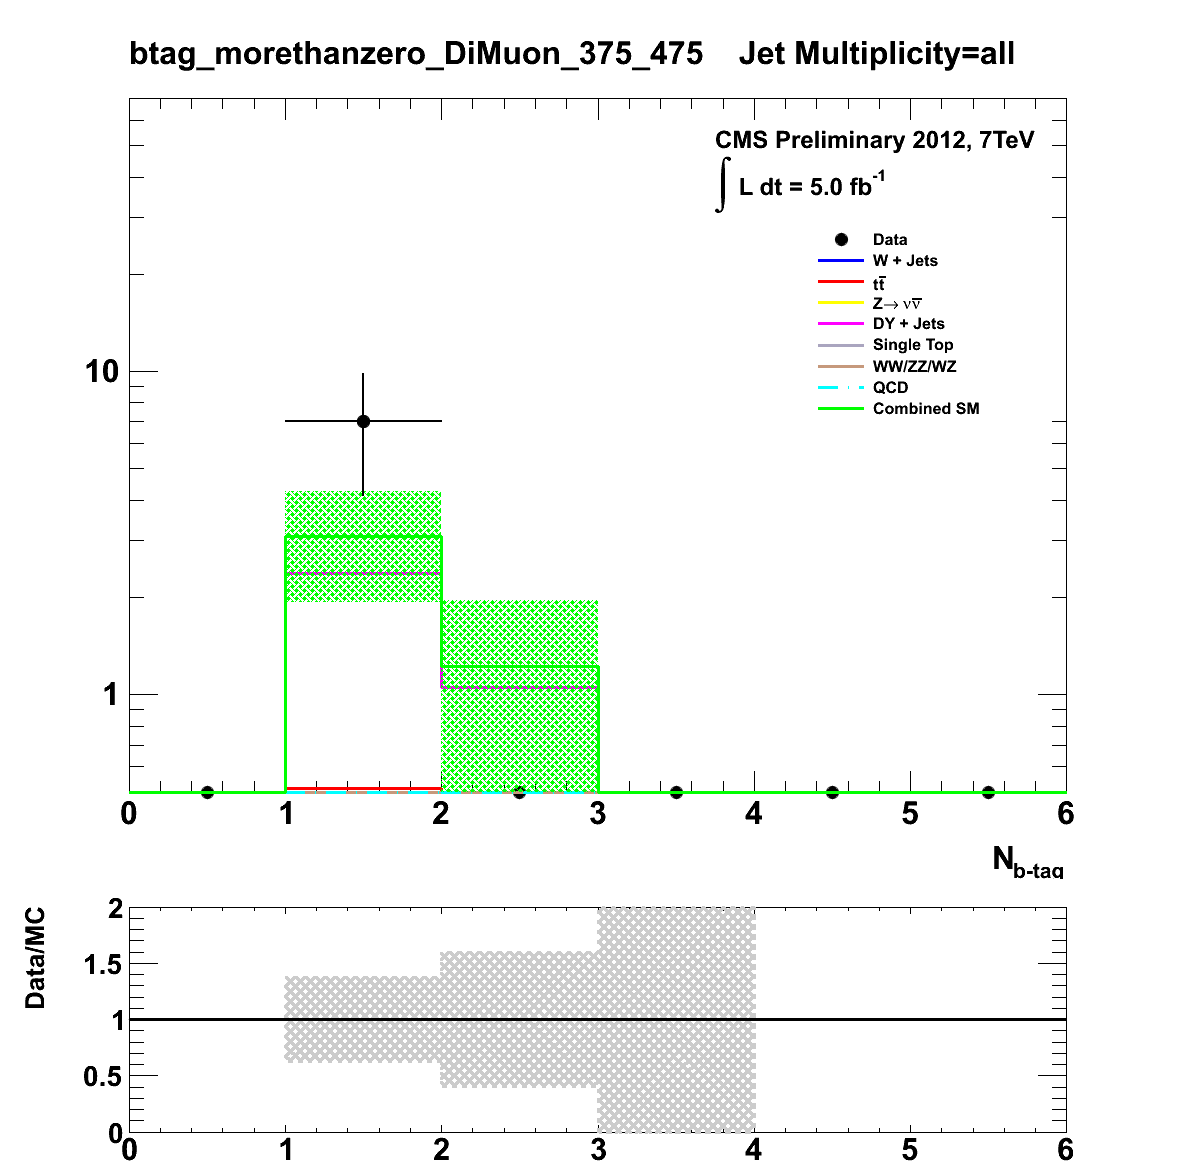 btag_morethanzero_DiMuon_375_475 Jet Multiplicity=all
CMS Preliminary 2012, 7TeV
∫ L dt = 5.0 fb⁻¹
Data
W + Jets
tt̅
Z→ νν̅
DY + Jets
Single Top
WW/ZZ/WZ
QCD
Combined SM
10
1
0 1 2 3 4 5 6
N_b-tag
Data/MC
2
1.5
1
0.5
0
0 1 2 3 4 5 6